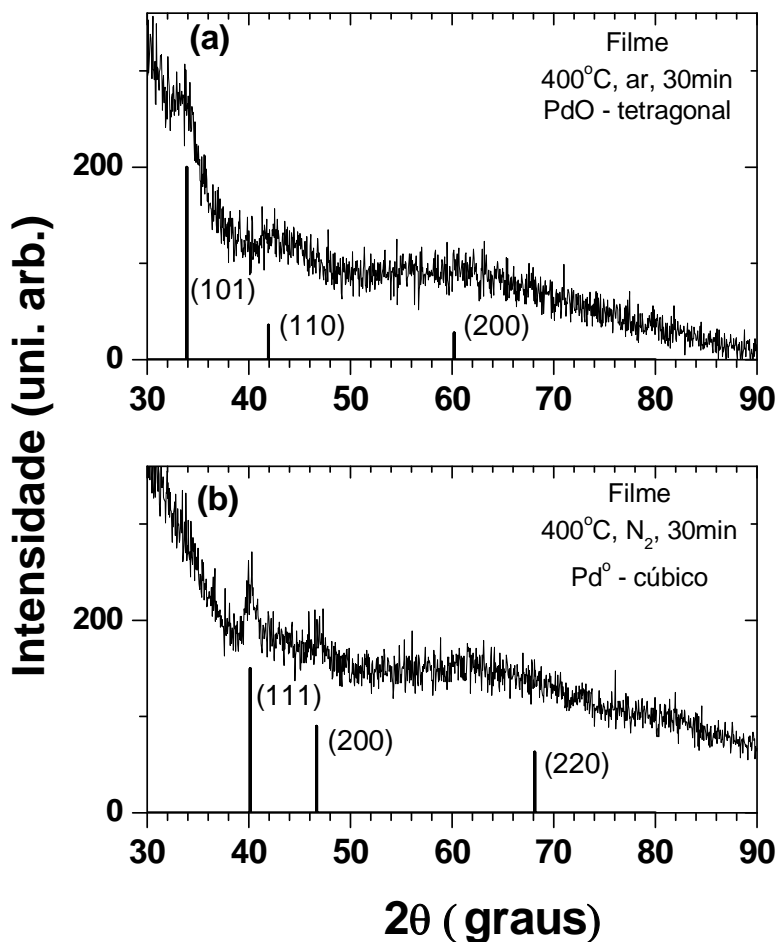 (a)
Filme
400°C, ar, 30min
PdO - tetragonal
200
(101)
(110)
(200)
0
30 40 50 60 70 80 90
Intensidade (uni. arb.)
(b)
Filme
400°C, N₂, 30min
Pd° - cúbico
200
(111)
(200)
(220)
0
30 40 50 60 70 80 90
2θ ( graus)